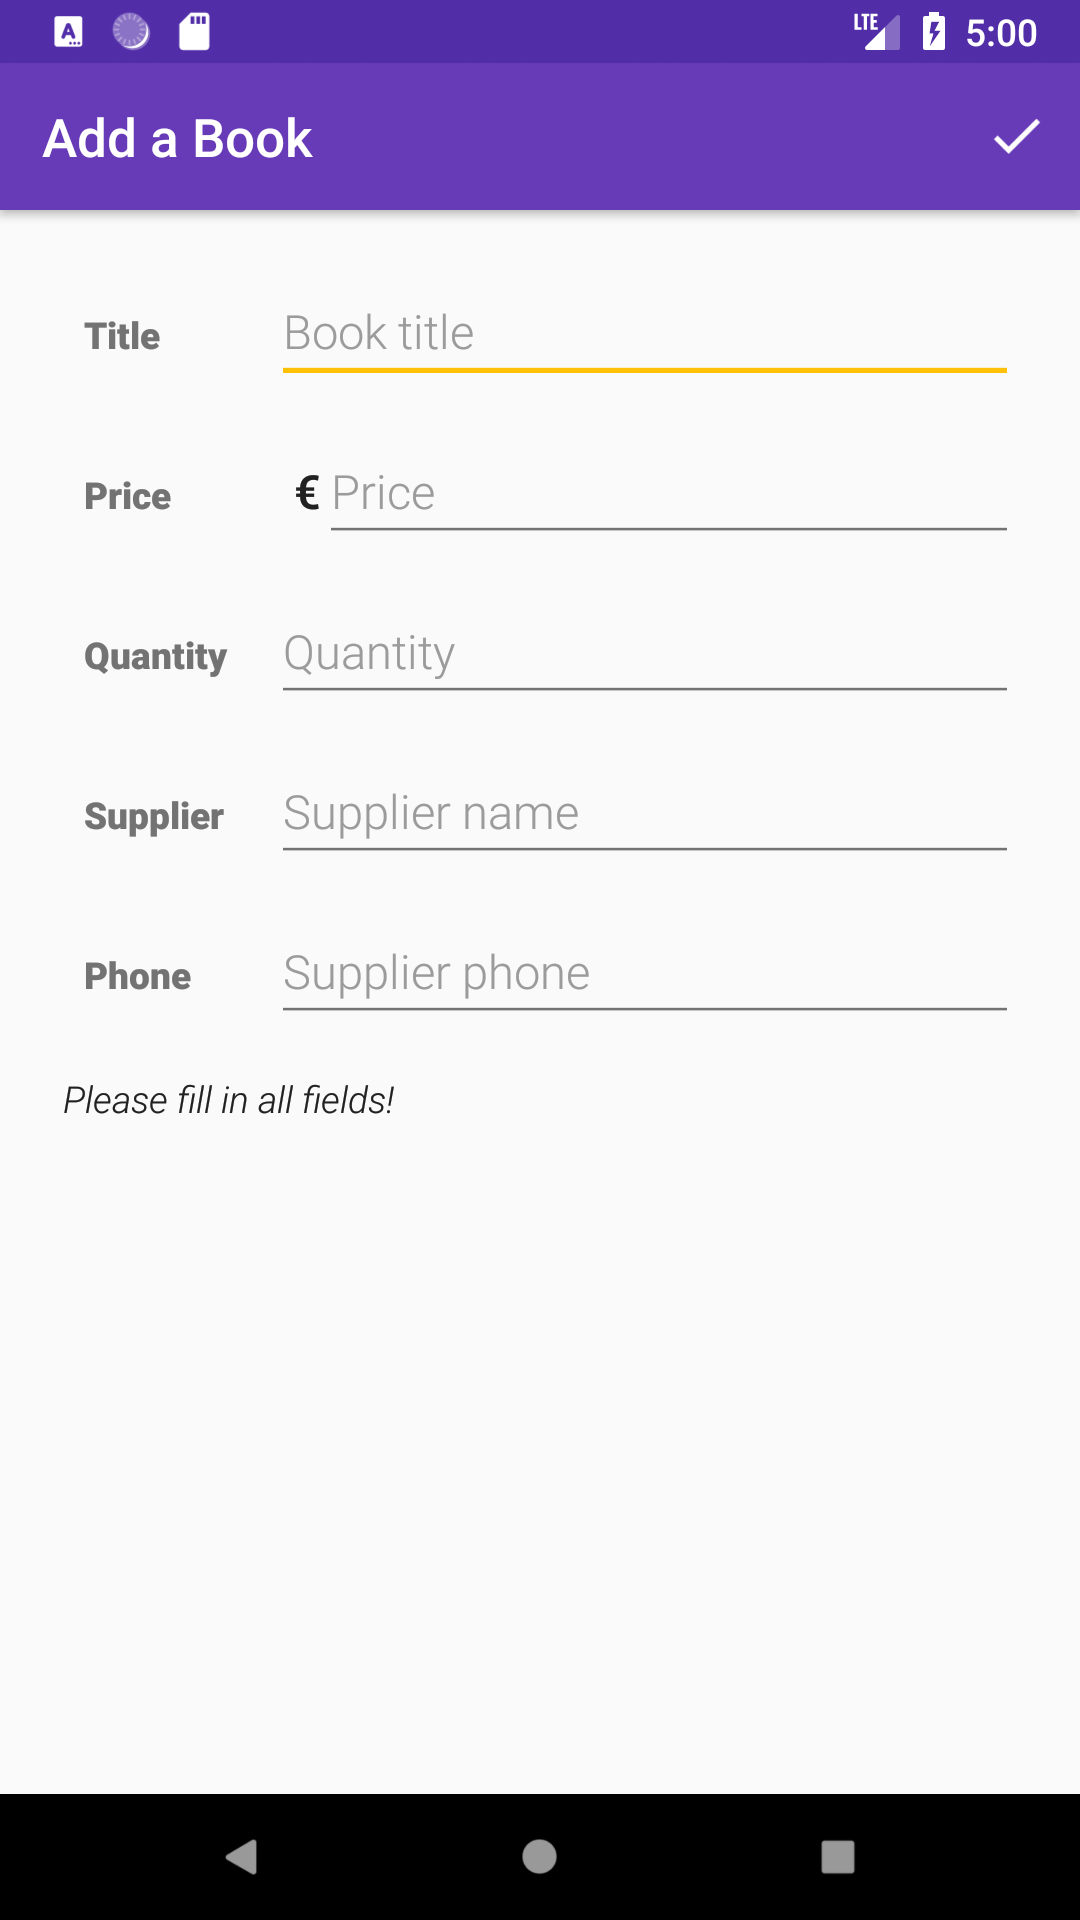 LTE 5:00
Add a Book
Title Book title
Price € Price
Quantity Quantity
Supplier Supplier name
Phone Supplier phone
Please fill in all fields!